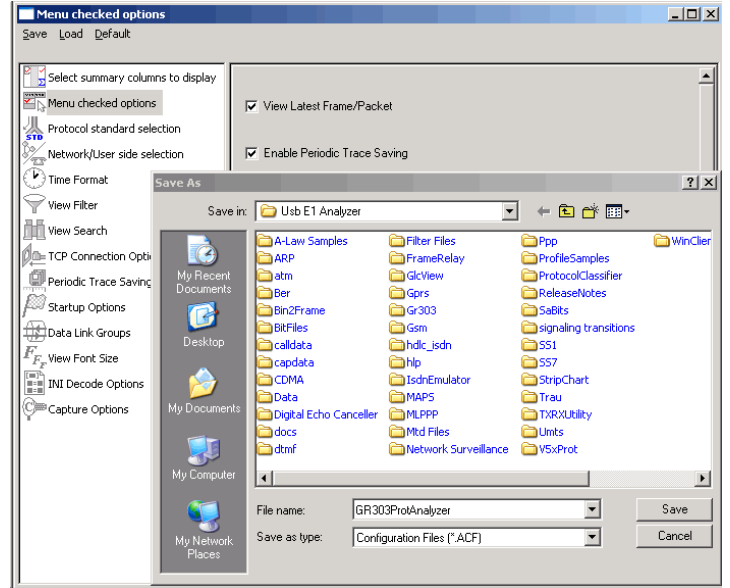 Menu checked options
Save Load Default
Select summary columns to display
Menu checked options
Protocol standard selection
STD
Network/User side selection
Time Format
View Filter
View Search
TCP Connection Opti
Periodic Trace Saving
Startup Options
Data Link Groups
View Font Size
INI Decode Options
Capture Options
View Latest Frame/Packet
Enable Periodic Trace Saving
Save As
Save in: Usb E1 Analyzer
My Recent
Documents
Desktop
My Documents
My Computer
My Network
Places
A-Law Samples
ARP
atm
Ber
Bin2Frame
BitFiles
calldata
capdata
CDMA
Data
Digital Echo Canceller
docs
dtmf
Filter Files
FrameRelay
GlcView
Gprs
Gr303
Gsm
hdlc_isdn
hlp
IsdnEmulator
MAPS
MLPPP
Mtd Files
Network Surveillance
Ppp
ProfileSamples
ProtocolClassifier
ReleaseNotes
SaBits
signaling transitions
SS1
SS7
StripChart
Trau
TXRXUtility
Umts
V5xProt
WinClier
File name: GR303ProtAnalyzer Save
Save as type: Configuration Files (*.ACF) Cancel